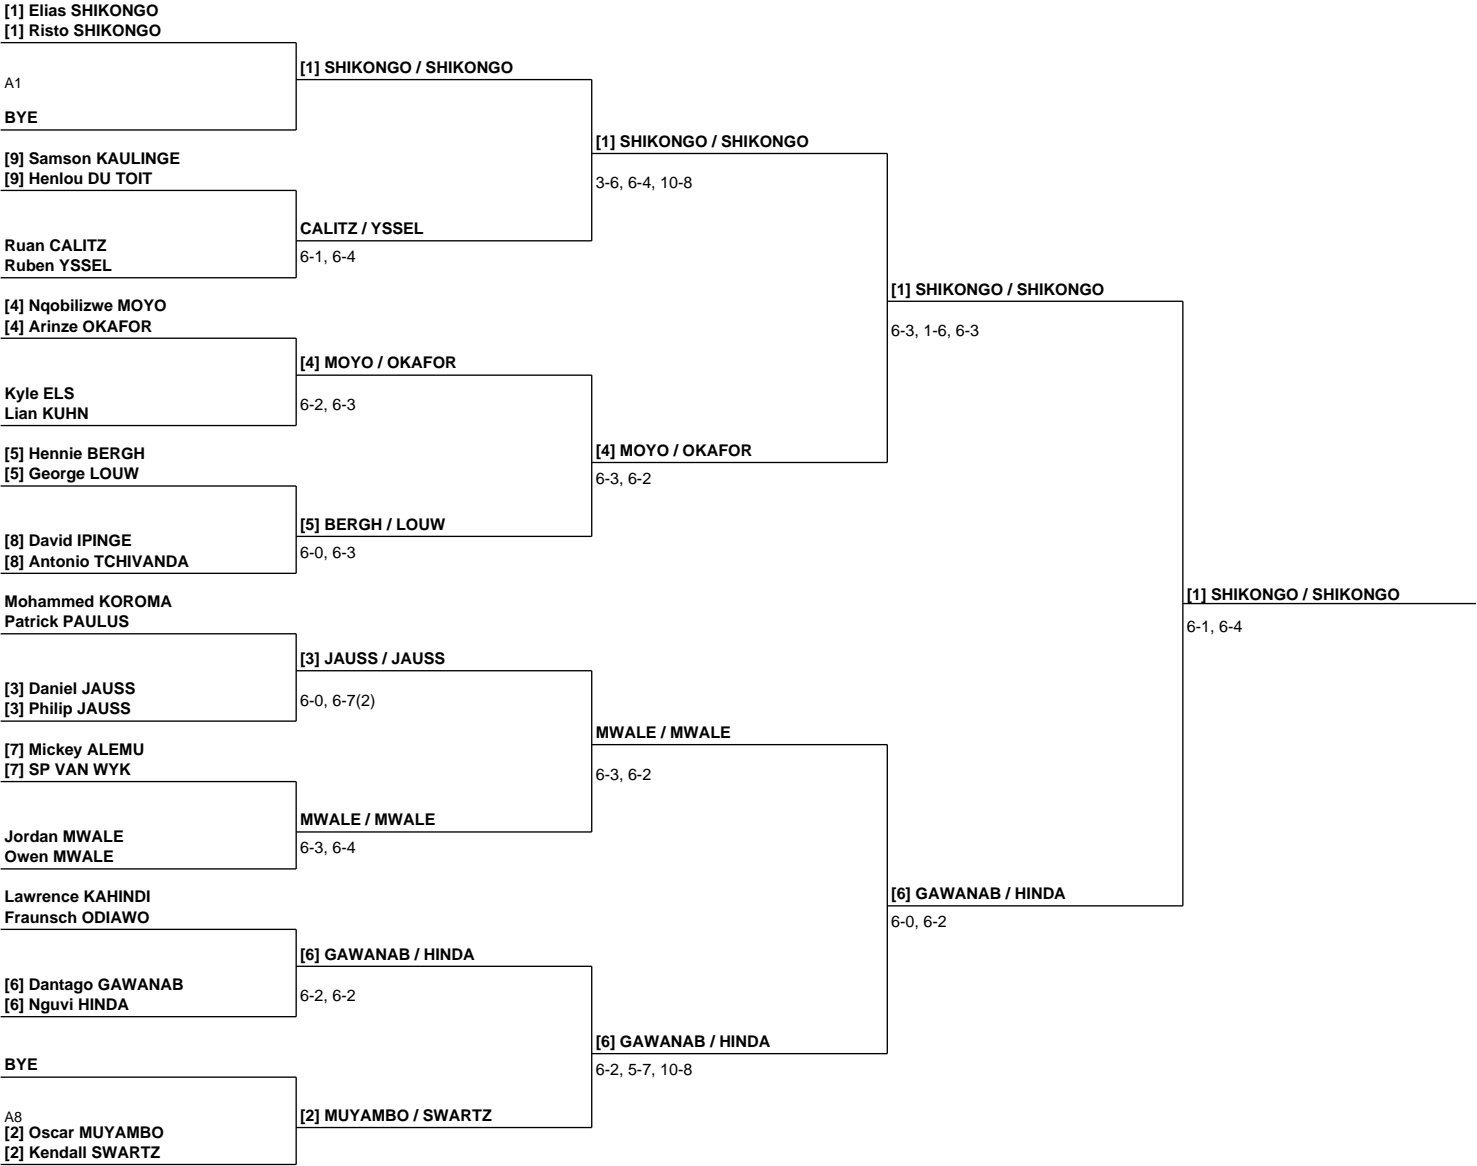 [1] Elias SHIKONGO
[1] Risto SHIKONGO
A1
BYE
[9] Samson KAULINGE
[9] Henlou DU TOIT
Ruan CALITZ
Ruben YSSEL
[4] Nqobilizwe MOYO
[4] Arinze OKAFOR
Kyle ELS
Lian KUHN
[5] Hennie BERGH
[5] George LOUW
[8] David IPINGE
[8] Antonio TCHIVANDA
Mohammed KOROMA
Patrick PAULUS
[3] Daniel JAUSS
[3] Philip JAUSS
[7] Mickey ALEMU
[7] SP VAN WYK
Jordan MWALE
Owen MWALE
Lawrence KAHINDI
Fraunsch ODIAWO
[6] Dantago GAWANAB
[6] Nguvi HINDA
BYE
A8
[2] Oscar MUYAMBO
[2] Kendall SWARTZ
[1] SHIKONGO / SHIKONGO
CALITZ / YSSEL
6-1, 6-4
[4] MOYO / OKAFOR
6-2, 6-3
[5] BERGH / LOUW
6-0, 6-3
[3] JAUSS / JAUSS
6-0, 6-7(2)
MWALE / MWALE
6-3, 6-4
[6] GAWANAB / HINDA
6-2, 6-2
[2] MUYAMBO / SWARTZ
[1] SHIKONGO / SHIKONGO
3-6, 6-4, 10-8
[4] MOYO / OKAFOR
6-3, 6-2
MWALE / MWALE
6-3, 6-2
[6] GAWANAB / HINDA
6-2, 5-7, 10-8
[1] SHIKONGO / SHIKONGO
6-3, 1-6, 6-3
[6] GAWANAB / HINDA
6-0, 6-2
[1] SHIKONGO / SHIKONGO
6-1, 6-4